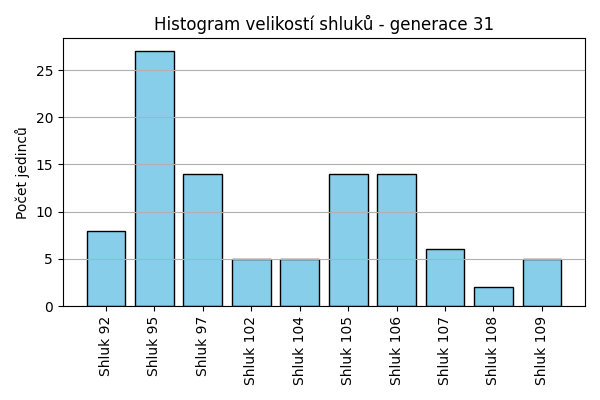 Histogram velikostí shluků - generace 31
Počet jedinců
25
20
15
10
5
0
Shluk 92
Shluk 95
Shluk 97
Shluk 102
Shluk 104
Shluk 105
Shluk 106
Shluk 107
Shluk 108
Shluk 109